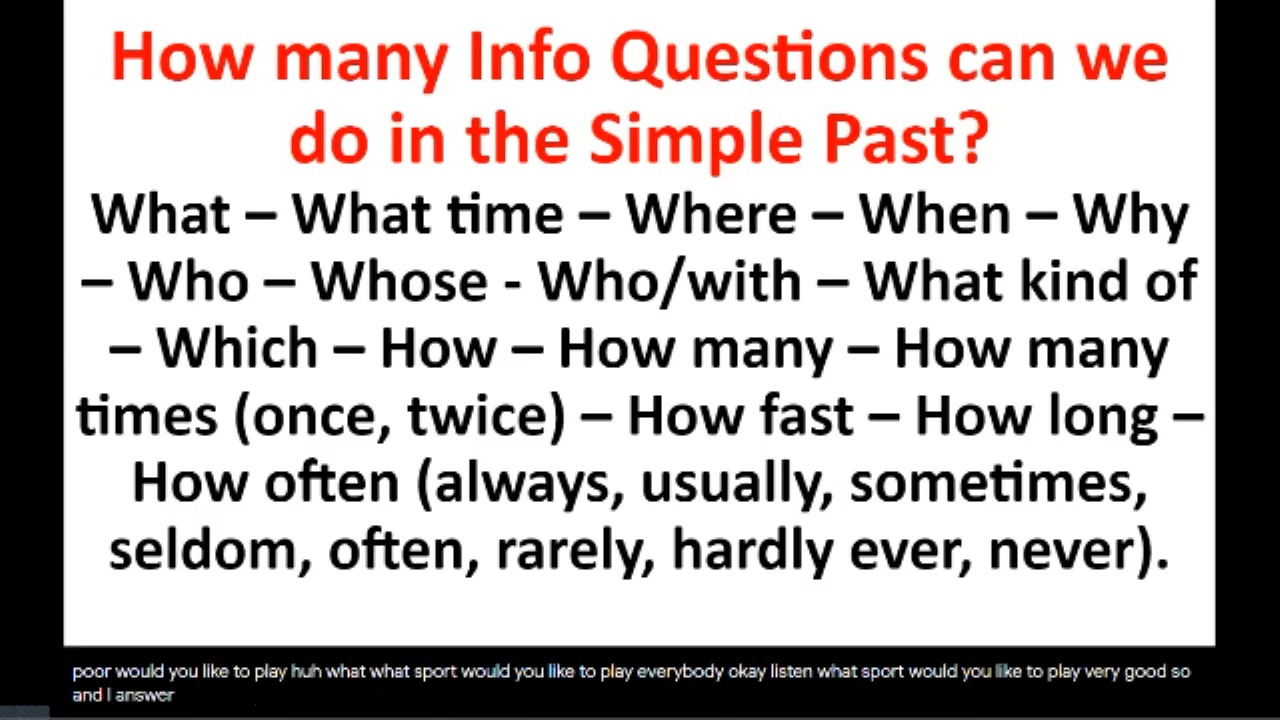 How many Info Questions can we
do in the Simple Past?
What – What time – Where – When – Why
– Who – Whose - Who/with – What kind of
– Which – How – How many – How many
times (once, twice) – How fast – How long –
How often (always, usually, sometimes,
seldom, often, rarely, hardly ever, never).
poor would you like to play huh what what sport would you like to play everybody okay listen what sport would you like to play very good so
and I answer